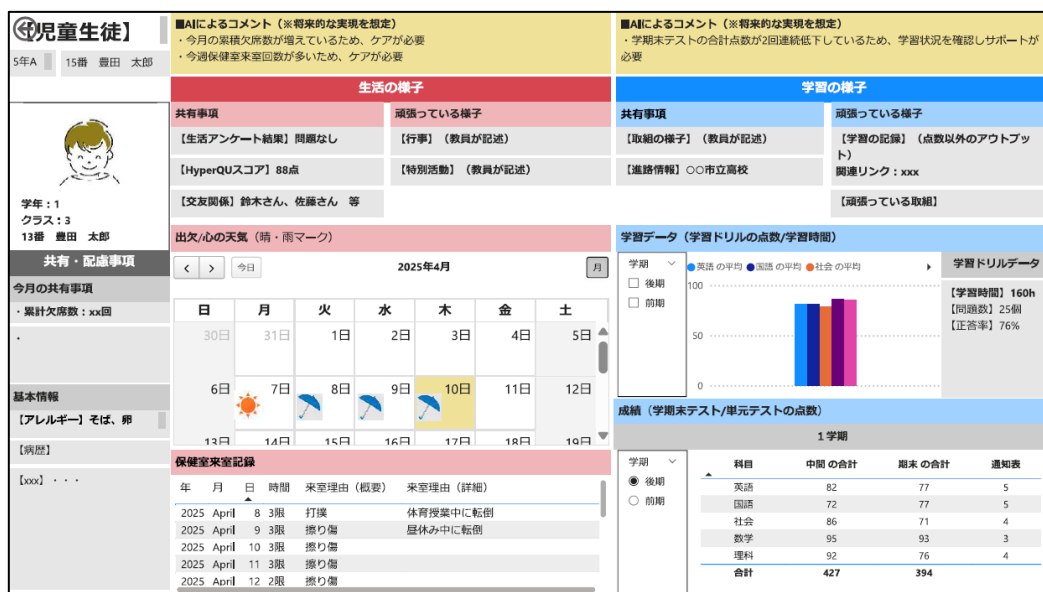 【児童生徒】
5年A
15番 豊田 太郎
学年:1
クラス:3
13番 豊田 太郎
共有・配慮事項
今月の共有事項
・累計欠席数:xx回
・
基本情報
【アレルギー】そば、卵
【病歴】
【xxx】・・・
■AIによるコメント(※将来的な実現を想定)
・今月の累積欠席数が増えているため、ケアが必要
・今週保健室来室回数が多いため、ケアが必要
生活の様子
共有事項
頑張っている様子
【生活アンケート結果】問題なし
【行事】(教員が記述)
【HyperQUスコア】88点
【特別活動】(教員が記述)
【交友関係】鈴木さん、佐藤さん 等
出欠/心の天気(晴・雨マーク)
今日
2025年4月
月
日 月 火 水 木 金 土
30日 31日 1日 2日 3日 4日 5日
6日 7日 8日 9日 10日 11日 12日
13日 14日 15日 16日 17日 18日 19日
保健室来室記録
年 月 日 時間 来室理由(概要) 来室理由(詳細)
2025 April 8 3限 打撲 体育授業中に転倒
2025 April 9 3限 擦り傷 昼休み中に転倒
2025 April 10 3限 擦り傷
2025 April 11 3限 擦り傷
2025 April 12 2限 擦り傷
■AIによるコメント(※将来的な実現を想定)
・学期末テストの合計点数が2回連続低下しているため、学習状況を確認しサポートが
必要
学習の様子
共有事項
頑張っている様子
【取組の様子】(教員が記述)
【学習の記録】(点数以外のアウトプッ
ト)
関連リンク:xxx
【進路情報】○○市立高校
【頑張っている取組】
学習データ(学習ドリルの点数/学習時間)
学期
後期
前期
英語 の平均 国語 の平均 社会 の平均
100
50
0
学習ドリルデータ
【学習時間】160h
【問題数】25個
【正答率】76%
成績(学期末テスト/単元テストの点数)
1学期
学期
後期
前期
科目 中間 の合計 期末 の合計 通知表
英語 82 77 5
国語 72 77 5
社会 86 71 4
数学 95 93 3
理科 92 76 4
合計 427 394